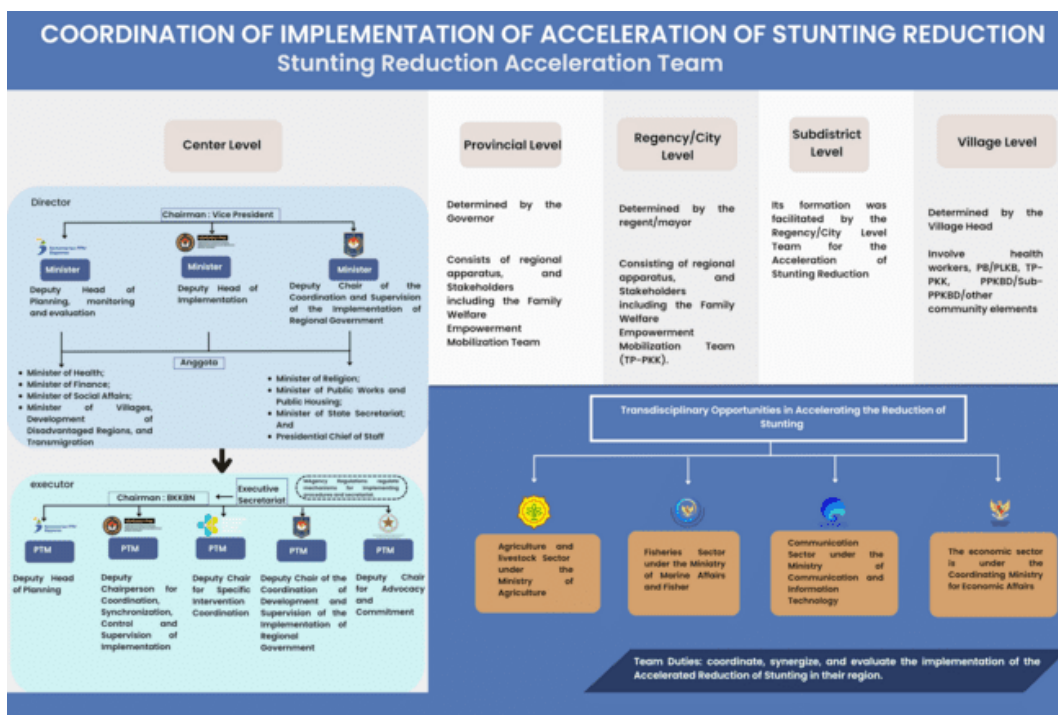 COORDINATION OF IMPLEMENTATION OF ACCELERATION OF STUNTING REDUCTION
Stunting Reduction Acceleration Team
Center Level
Director
Chairman : Vice President
Minister
Deputy Head of
Planning, monitoring
and evaluation
Minister
Deputy Head of
Implementation
Minister
Deputy Chair of the
Coordination and Supervision
of the Implementation of
Regional Government
Anggota
• Minister of Health;
• Minister of Finance;
• Minister of Social Affairs;
• Minister of Villages,
Development of
Disadvantaged Regions, and
Transmigration
• Minister of Religion;
• Minister of Public Works and
Public Housing;
• Minister of State Secretariat;
And
• Presidential Chief of Staff
executor
Chairman : BKKBN
Executive
Secretariat
Regulations regulate
mechanisms for implementing
procedures and secretariat
PTM
Deputy Head
of Planning
PTM
Deputy
Chairperson for
Coordination,
Synchronization,
Control and
Supervision of
Implementation
PTM
Deputy Chair
for Specific
Intervention
Coordination
PTM
Deputy Chair of the
Coordination of
Development and
Supervision of the
Implementation of
Regional
Government
PTM
Deputy Chair
for Advocacy
and
Commitment
Provincial Level
Determined by the
Governor
Consists of regional
apparatus, and
Stakeholders
including the Family
Welfare
Empowerment
Mobilization Team
Regency/City
Level
Determined by the
regent/mayor
Consisting of regional
apparatus, and
Stakeholders
including the Family
Welfare
Empowerment
Mobilization Team
(TP-PKK).
Subdistrict
Level
Its formation was
facilitated by the
Regency/City Level
Team for the
Acceleration of
Stunting Reduction
Village Level
Determined by the
Village Head
Involve health
workers, PB/PLKB, TP-
PKK, PPKBD/Sub-
PPKBD/other
community elements
Transdisciplinary Opportunities in Accelerating the Reduction of
Stunting
Agriculture and
livestock Sector
under the
Ministry of
Agriculture
Fisheries Sector
under the Ministry
of Marine Affairs
and Fisher
Communication
Sector under the
Ministry of
Communication and
Information
Technology
The economic sector
is under the
Coordinating Ministry
for Economic Affairs
Team Duties: coordinate, synergize, and evaluate the implementation of the
Accelerated Reduction of Stunting in their region.